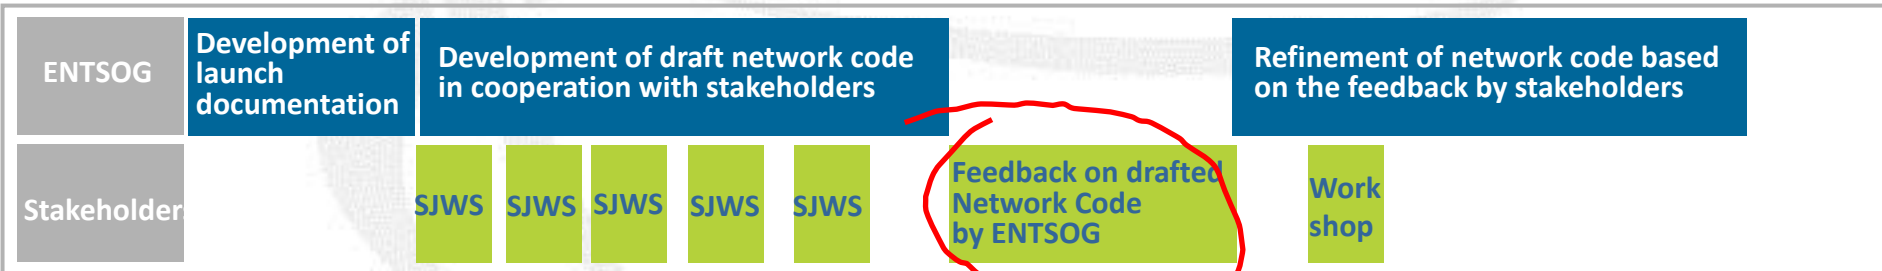 ENTSOG
Development of
launch
documentation
Development of draft network code
in cooperation with stakeholders
Refinement of network code based
on the feedback by stakeholders
Stakeholder
SJWS
SJWS
SJWS
SJWS
SJWS
Feedback on drafted
Network Code
by ENTSOG
Work
shop